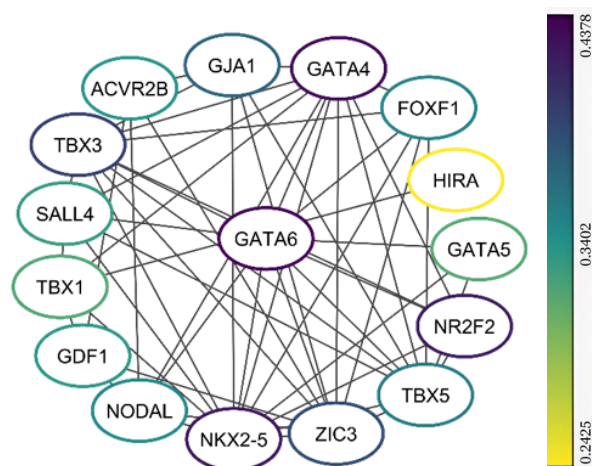 GJA1
GATA4
ACVR2B
FOXF1
TBX3
HIRA
SALL4
GATA6
GATA5
TBX1
NR2F2
GDF1
TBX5
NODAL
NKX2-5
ZIC3
0.4378
0.3402
0.2425